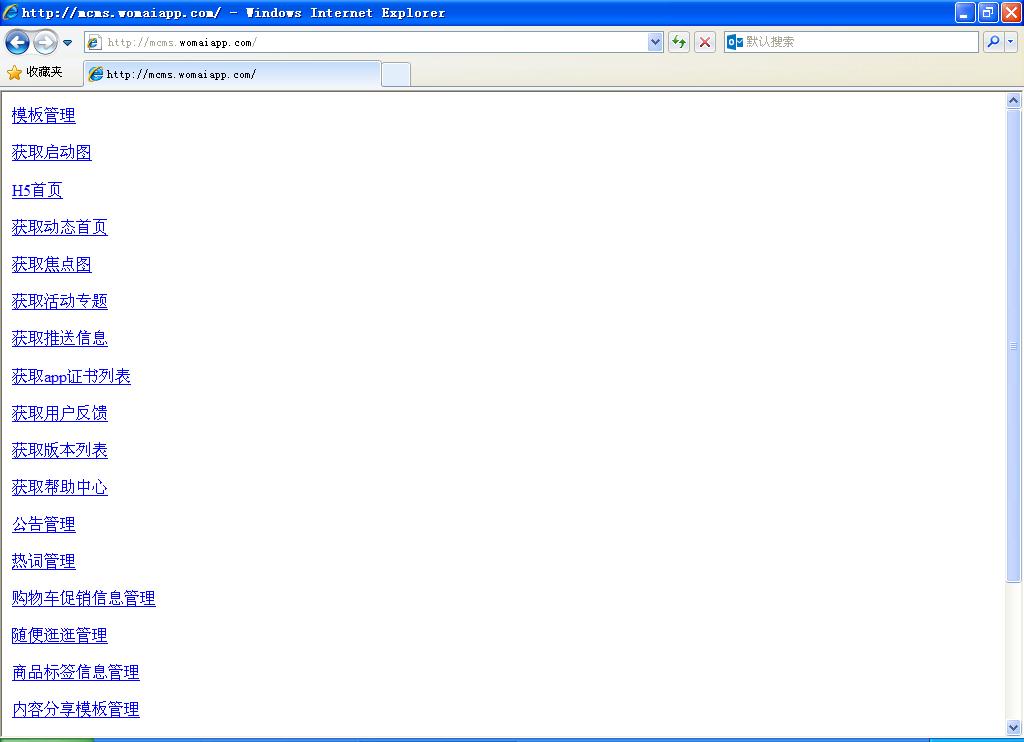 http://mcms.womaiapp.com/ - Windows Internet Explorer
http://mcms.womaiapp.com/
默认搜索
收藏夹
http://mcms.womaiapp.com/
模板管理
获取启动图
H5首页
获取动态首页
获取焦点图
获取活动专题
获取推送信息
获取app证书列表
获取用户反馈
获取版本列表
获取帮助中心
公告管理
热词管理
购物车促销信息管理
随便逛逛管理
商品标签信息管理
内容分享模板管理